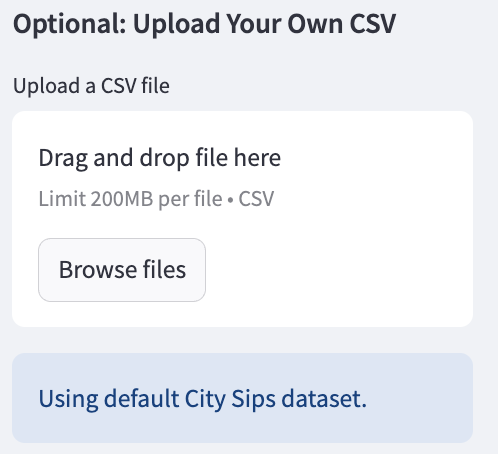 Optional: Upload Your Own CSV
Upload a CSV file
Drag and drop file here
Limit 200MB per file • CSV
Browse files
Using default City Sips dataset.